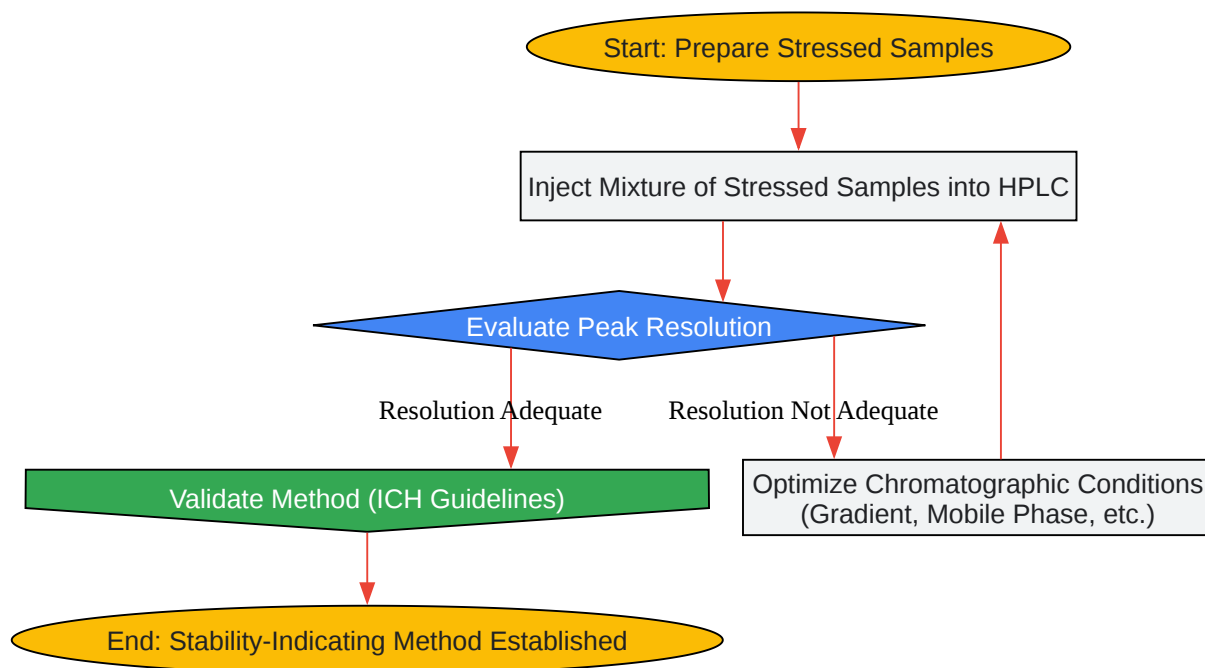 Start: Prepare Stressed Samples
Inject Mixture of Stressed Samples into HPLC
Evaluate Peak Resolution
Resolution Adequate
Resolution Not Adequate
Validate Method (ICH Guidelines)
Optimize Chromatographic Conditions
(Gradient, Mobile Phase, etc.)
End: Stability-Indicating Method Established